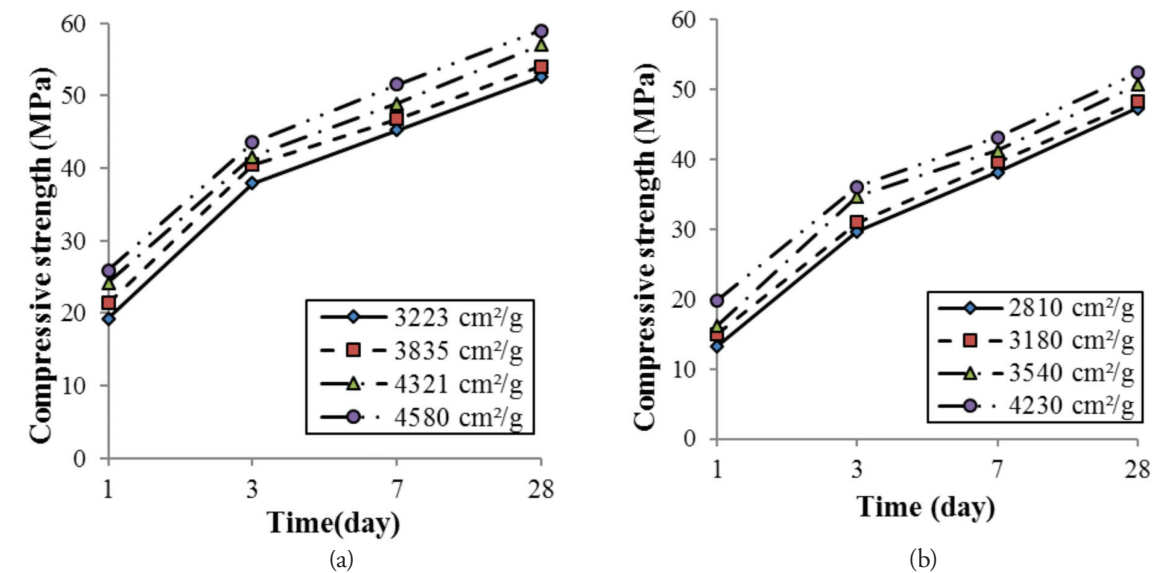 Compressive strength (MPa)
60
50
40
30
20
10
0
1 3 7 28
Time(day)
3223 cm²/g
3835 cm²/g
4321 cm²/g
4580 cm²/g
(a)
Compressive strength (MPa)
60
50
40
30
20
10
0
1 3 7 28
Time (day)
2810 cm²/g
3180 cm²/g
3540 cm²/g
4230 cm²/g
(b)